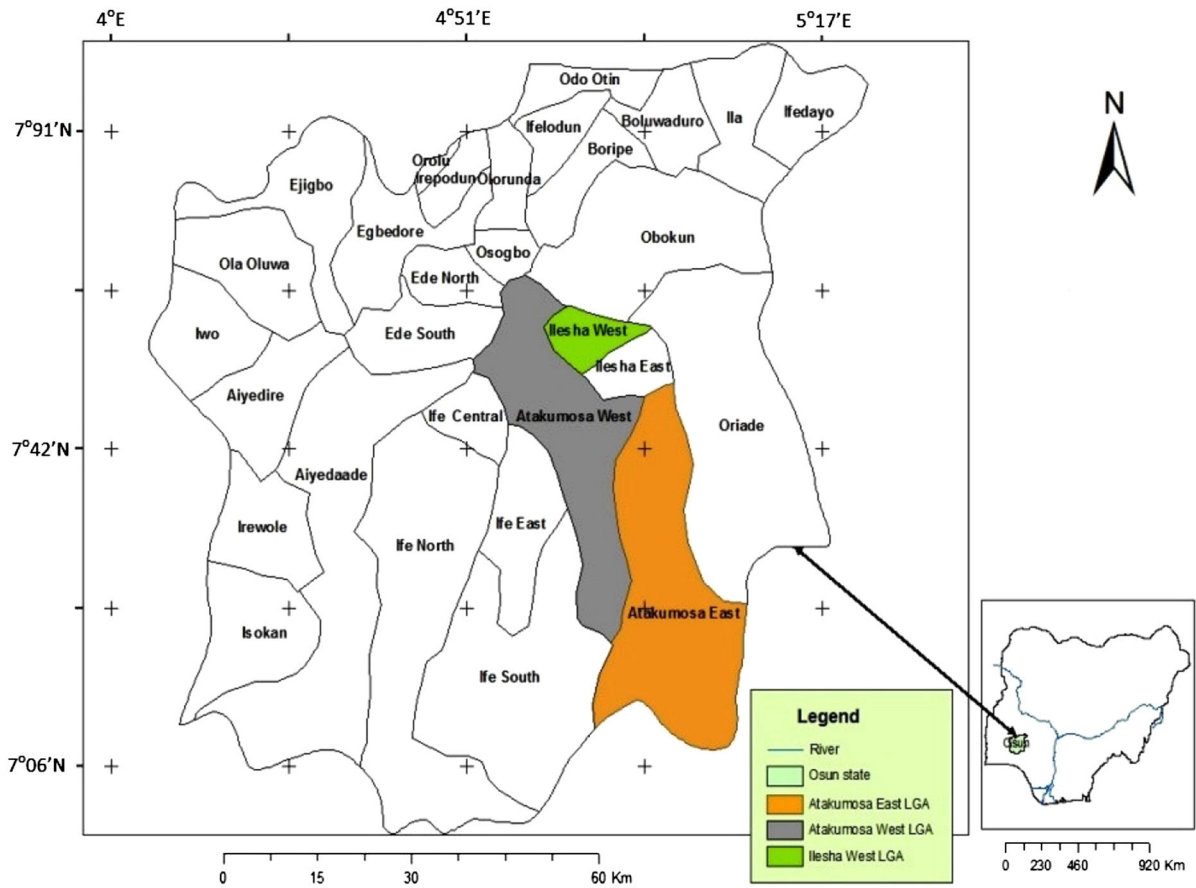 4°E 4°51'E 5°17'E
7°91'N
7°42'N
7°06'N
N
Odo Otin
Ifelodun
Boluwaduro
Ila
Ifedayo
Boripe
Orolu
Irepodun
Olorunda
Ejigbo
Egbedore
Osogbo
Obokun
Ola Oluwa
Ede North
Iwo
Ede South
Ilesha West
Ilesha East
Aiyedire
Ife Central
Atakumosa West
Oriade
Aiyedaade
Irewole
Ife North
Ife East
Isokan
Atakumosa East
Ife South
Osun
Legend
River
Osun state
Atakumosa East LGA
Atakumosa West LGA
Ilesha West LGA
0 15 30 60 Km
0 230 460 920 Km